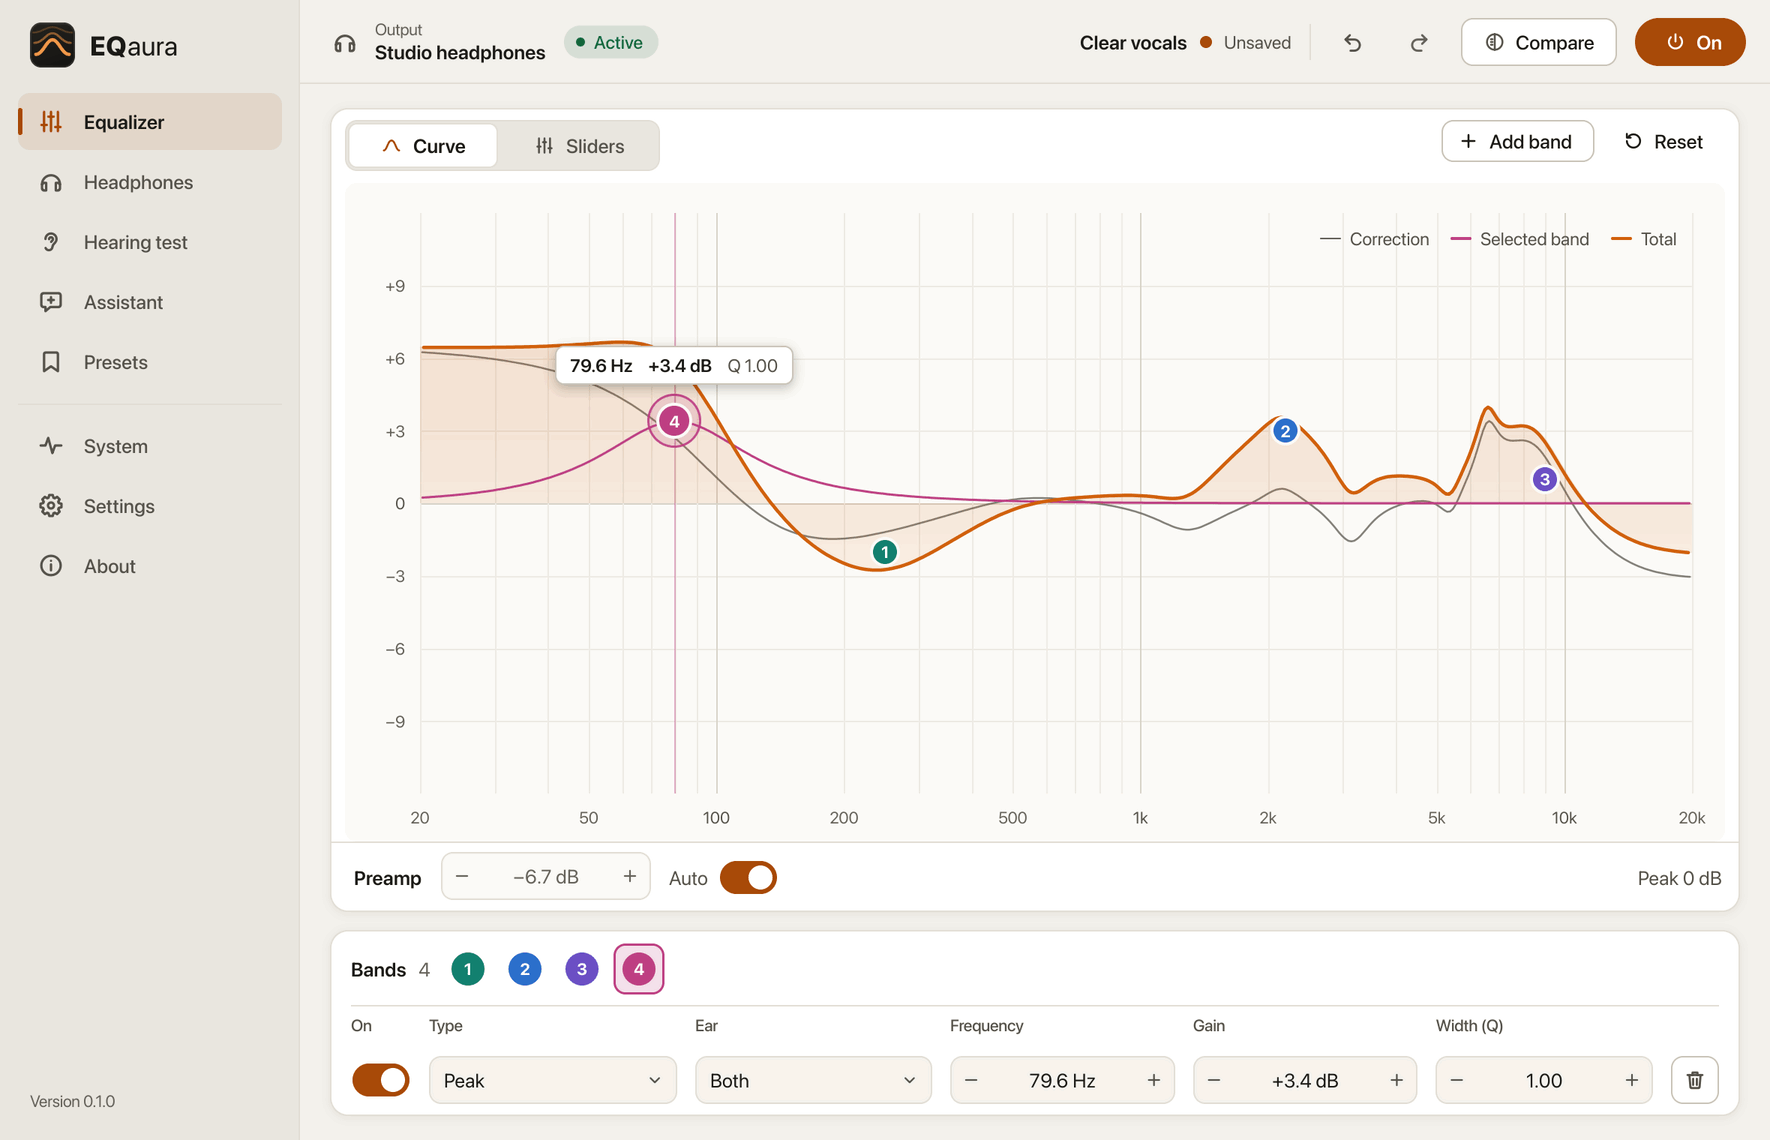 EQaura
Equalizer
Headphones
Hearing test
Assistant
Presets
System
Settings
About
Version 0.1.0
Output
Studio headphones
Active
Clear vocals
Unsaved
Compare
On
Curve
Sliders
Add band
Reset
Correction
Selected band
Total
+9
+6
+3
0
−3
−6
−9
79.6 Hz +3.4 dB Q 1.00
4
1
2
3
20 50 100 200 500 1k 2k 5k 10k 20k
Preamp
− −6.7 dB +
Auto
Peak 0 dB
Bands 4 1 2 3 4
On Type Ear Frequency Gain Width (Q)
Peak Both − 79.6 Hz + − +3.4 dB + − 1.00 +